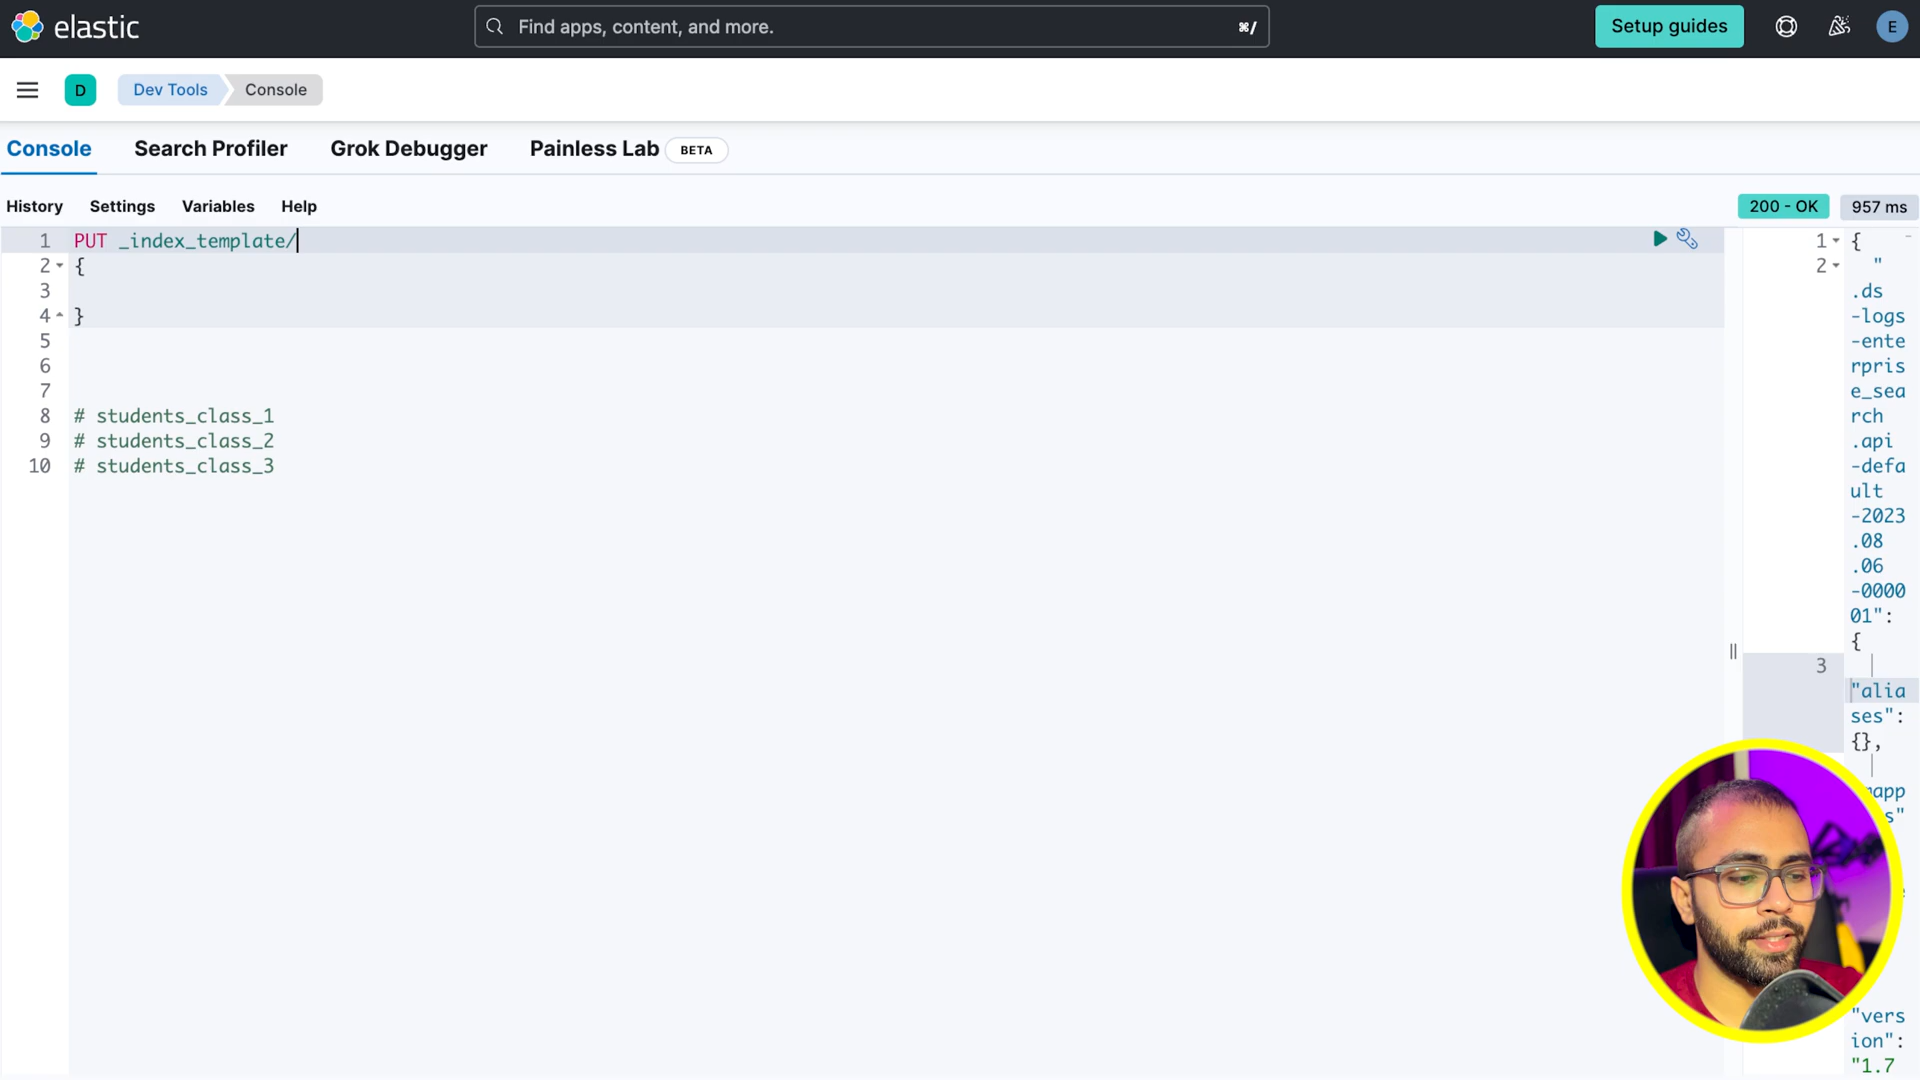 elastic
Find apps, content, and more.
⌘/
Setup guides
E
D
Dev Tools
Console
Console
Search Profiler
Grok Debugger
Painless Lab
BETA
History
Settings
Variables
Help
200 - OK
957 ms
1 PUT _index_template/
2 {
3
4 }
5
6
7
8 # students_class_1
9 # students_class_2
10 # students_class_3
1 {
2 "
.ds
-logs
-ente
rpris
e_sea
rch
.api
-defa
ult
-2023
.08
.06
-0000
01":
{
3
"alia
ses":
{},
"vers
ion":
"1.7